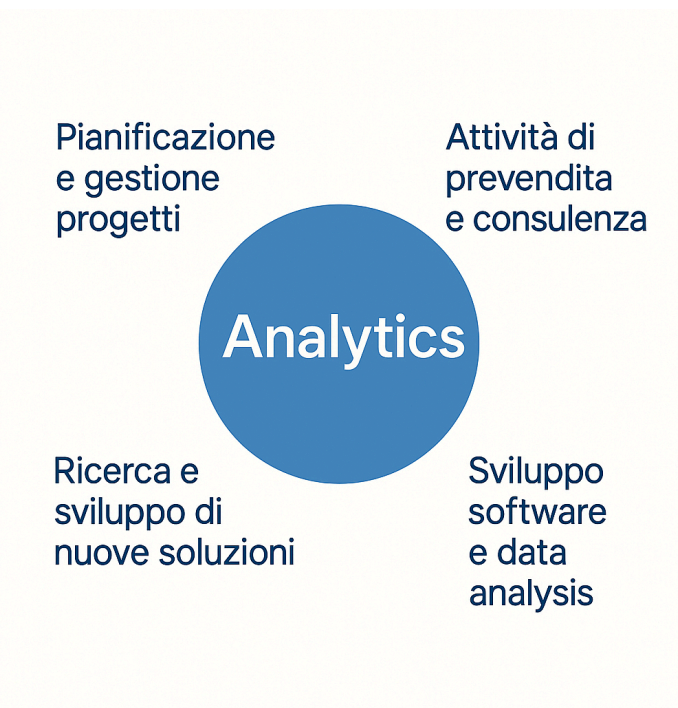 Pianificazione
e gestione
progetti
Attività di
prevendita
e consulenza
Analytics
Ricerca e
sviluppo di
nuove soluzioni
Sviluppo
software
e data
analysis